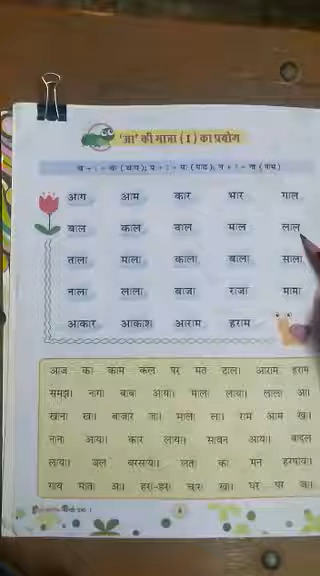 'आ' की मात्रा ( ा ) का प्रयोग
आग आम कार भार गाल
बाल काल वाल माल लाल
ताला माला काला बाला साला
नाला लाला बाजा राजा मामा
आकार आकाश आराम हराम
आज का काम कल पर मत टाल। आराम हराम
समझ। नाना बाबा आया। माला लाया। लाला आ।
खाना खा। बाजार जा। माला ला। राम आम खा।
नाना आया। कार लाया। सावन आया। बादल
लाया। जल बरसाया। का मन हरषाया।
गाय माता आ। हरा-हरा चारा खा। घर पर जा।